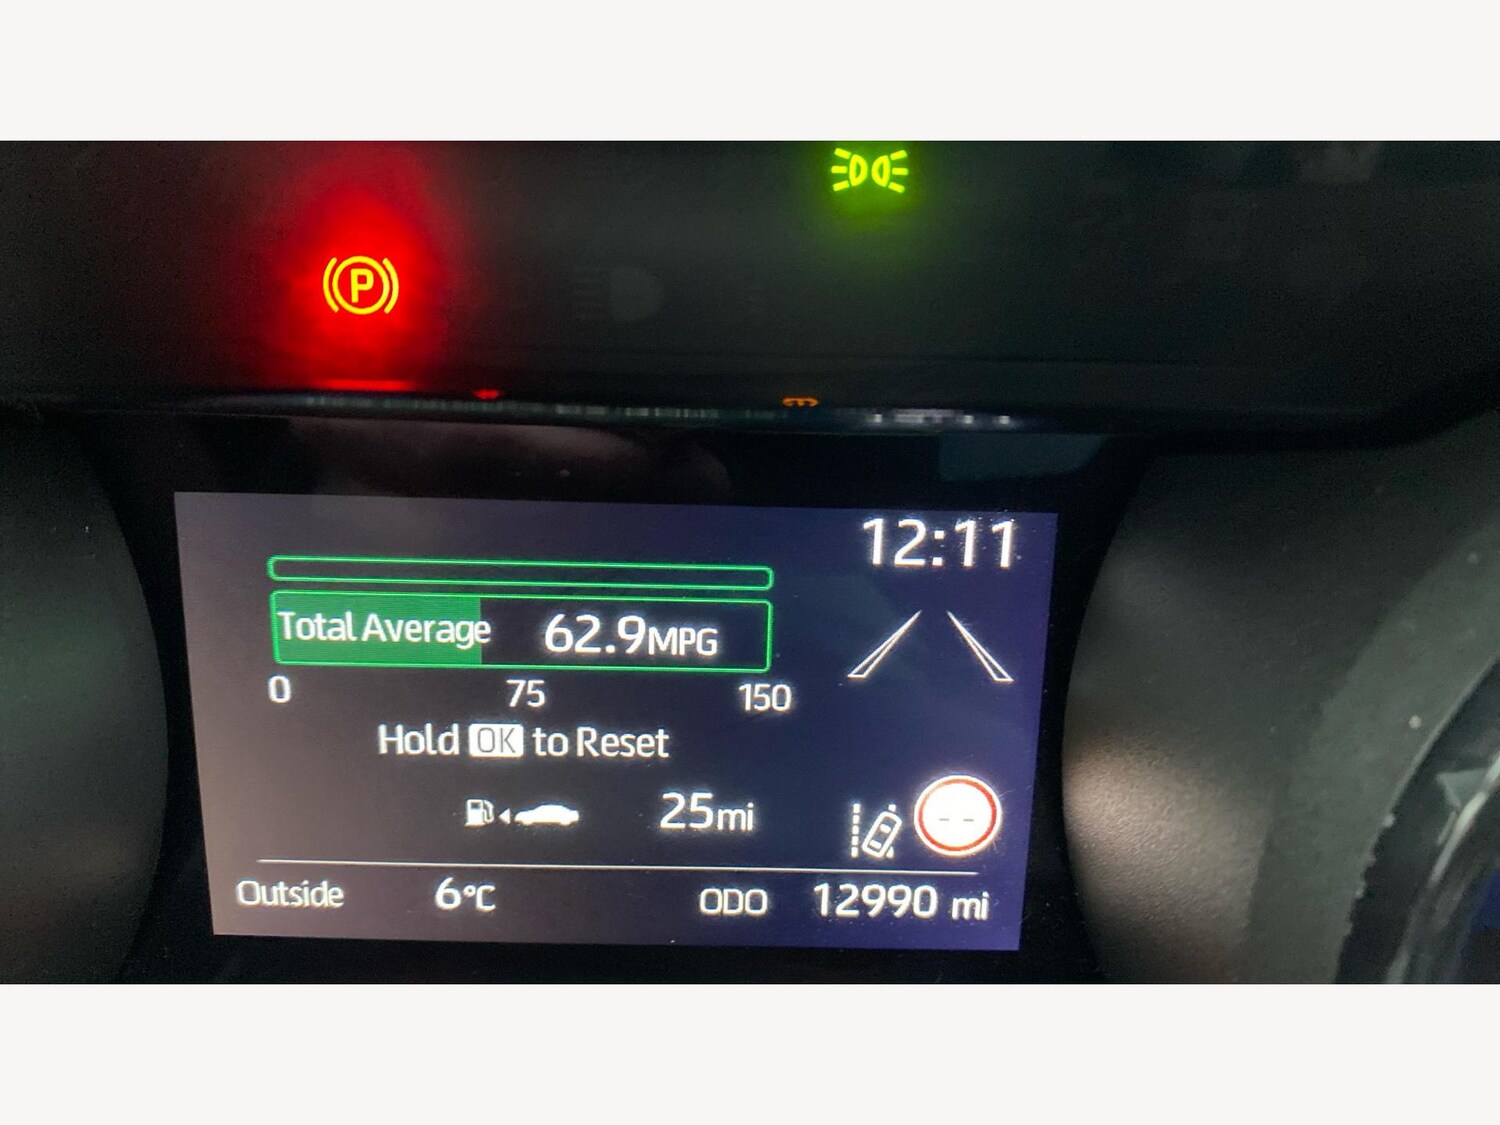 P
12:11
Total Average 62.9MPG
0 75 150
Hold OK to Reset
25mi
--
Outside 6°C ODO 12990 mi